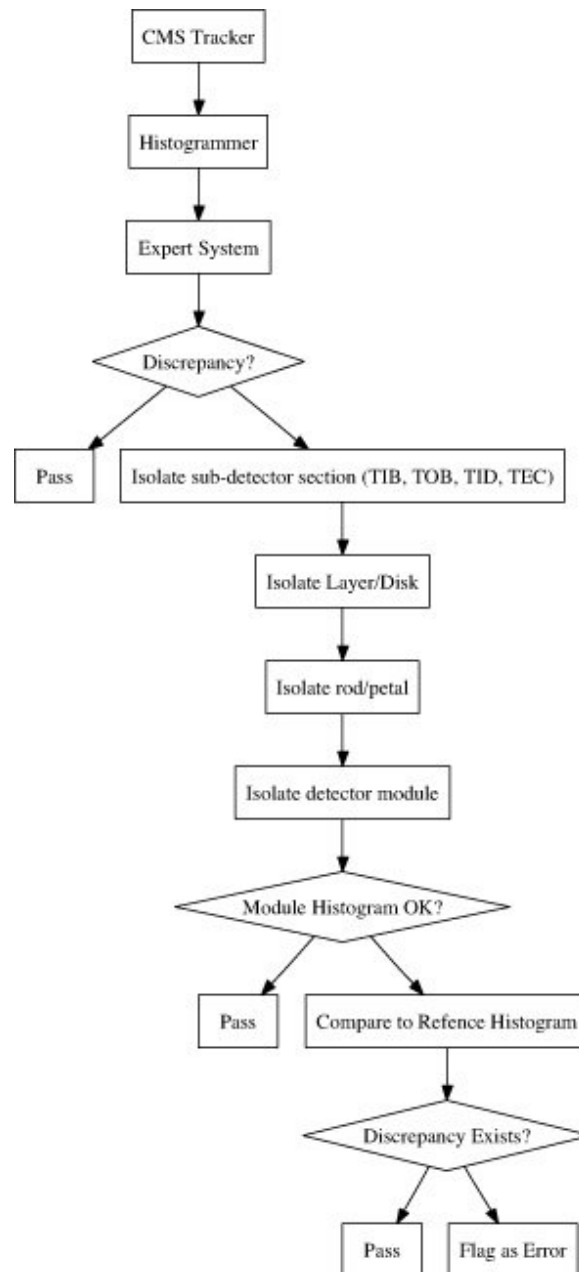 CMS Tracker
Histogrammer
Expert System
Discrepancy?
Pass
Isolate sub-detector section (TIB, TOB, TID, TEC)
Isolate Layer/Disk
Isolate rod/petal
Isolate detector module
Module Histogram OK?
Pass
Compare to Refence Histogram
Discrepancy Exists?
Pass
Flag as Error